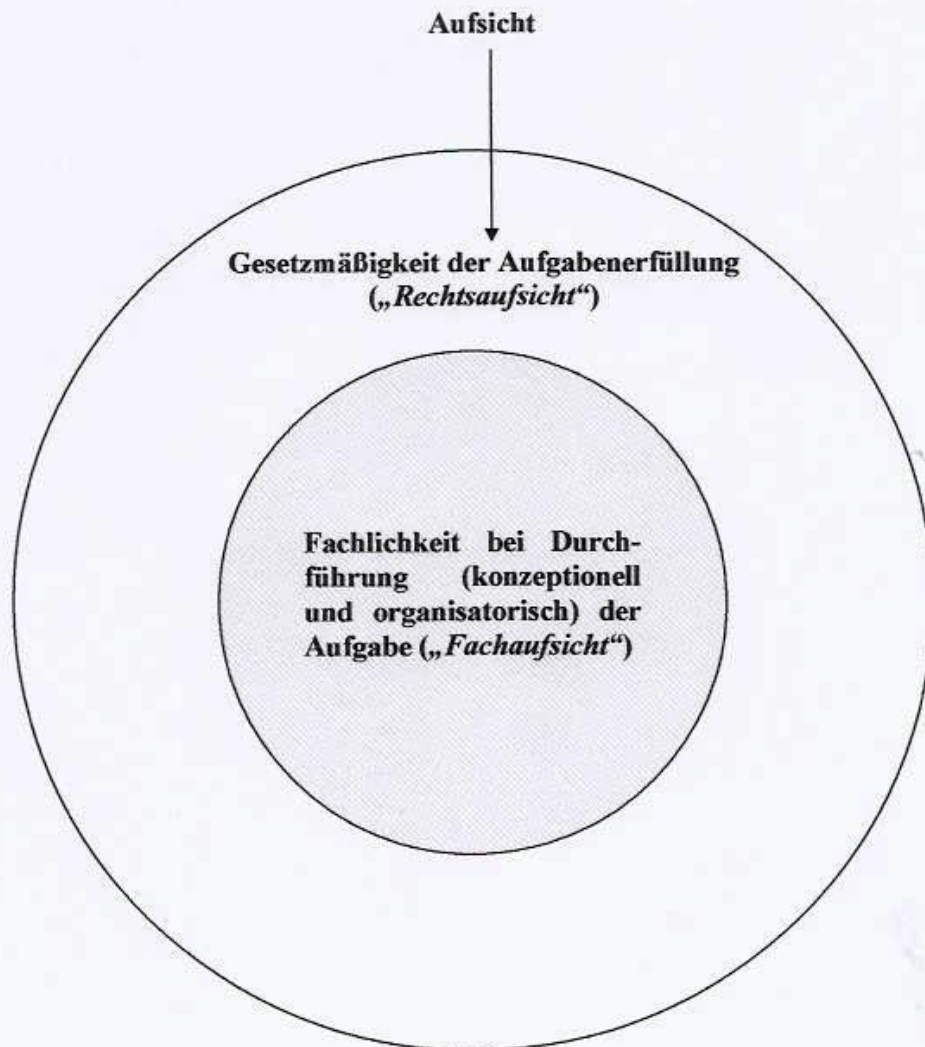 Aufsicht
Gesetzmäßigkeit der Aufgabenerfüllung
(„Rechtsaufsicht“)
Fachlichkeit bei Durch-
führung (konzeptionell
und organisatorisch) der
Aufgabe („Fachaufsicht“)